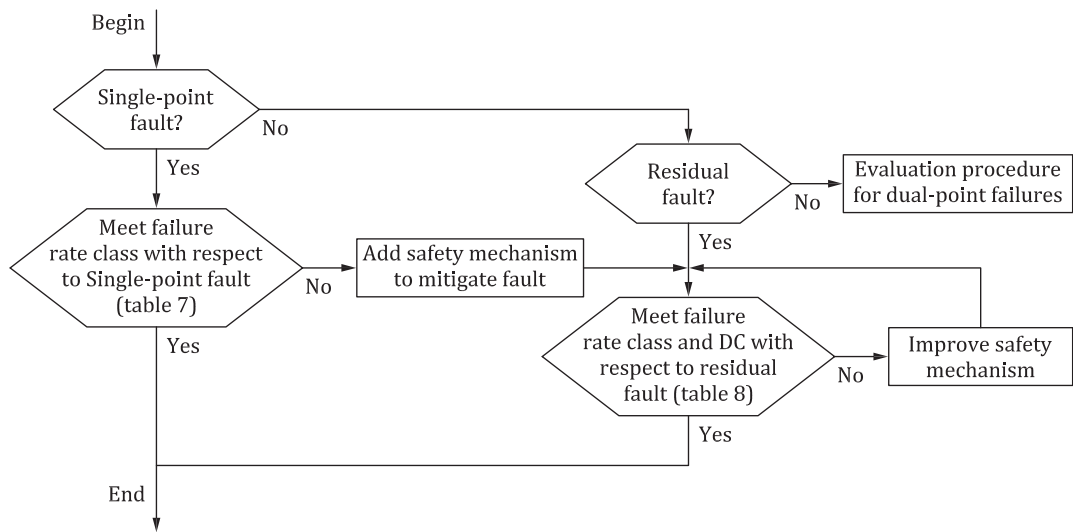 Begin
Single-point
fault?
No
Yes
Residual
fault?
No
Evaluation procedure
for dual-point failures
Yes
Meet failure
rate class with respect
to Single-point fault
(table 7)
No
Add safety mechanism
to mitigate fault
Yes
Meet failure
rate class and DC with
respect to residual
fault (table 8)
No
Improve safety
mechanism
Yes
End